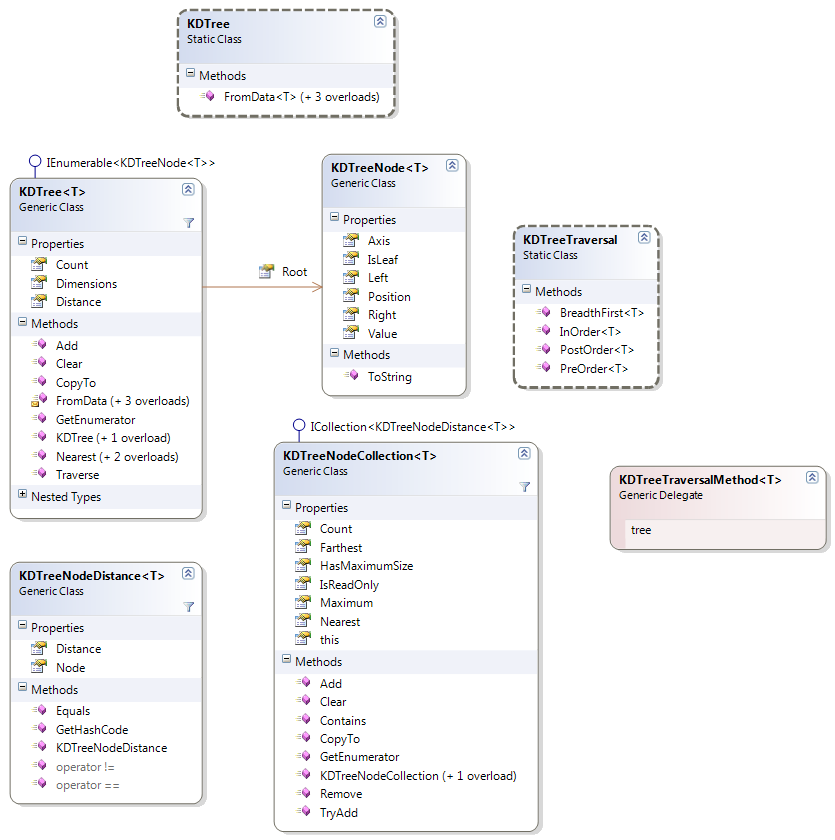 KDTree
Static Class
Methods
FromData<T> (+ 3 overloads)
IEnumerable<KDTreeNode<T>>
KDTree<T>
Generic Class
Properties
Count
Dimensions
Distance
Methods
Add
Clear
CopyTo
FromData (+ 3 overloads)
GetEnumerator
KDTree (+ 1 overload)
Nearest (+ 2 overloads)
Traverse
Nested Types
Root
KDTreeNode<T>
Generic Class
Properties
Axis
IsLeaf
Left
Position
Right
Value
Methods
ToString
KDTreeTraversal
Static Class
Methods
BreadthFirst<T>
InOrder<T>
PostOrder<T>
PreOrder<T>
ICollection<KDTreeNodeDistance<T>>
KDTreeNodeCollection<T>
Generic Class
Properties
Count
Farthest
HasMaximumSize
IsReadOnly
Maximum
Nearest
this
Methods
Add
Clear
Contains
CopyTo
GetEnumerator
KDTreeNodeCollection (+ 1 overload)
Remove
TryAdd
KDTreeTraversalMethod<T>
Generic Delegate
tree
KDTreeNodeDistance<T>
Generic Class
Properties
Distance
Node
Methods
Equals
GetHashCode
KDTreeNodeDistance
operator !=
operator ==